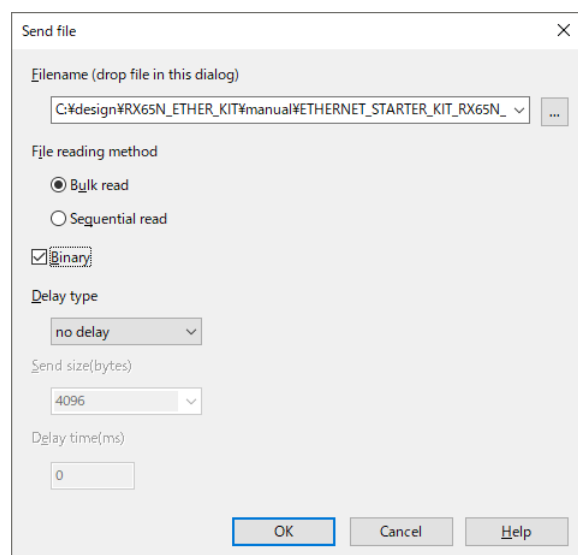 Send file
Filename (drop file in this dialog)
C:¥design¥RX65N_ETHER_KIT¥manual¥ETHERNET_STARTER_KIT_RX65N_
...
File reading method
Bulk read
Sequential read
Binary
Delay type
no delay
Send size(bytes)
4096
Delay time(ms)
0
OK
Cancel
Help